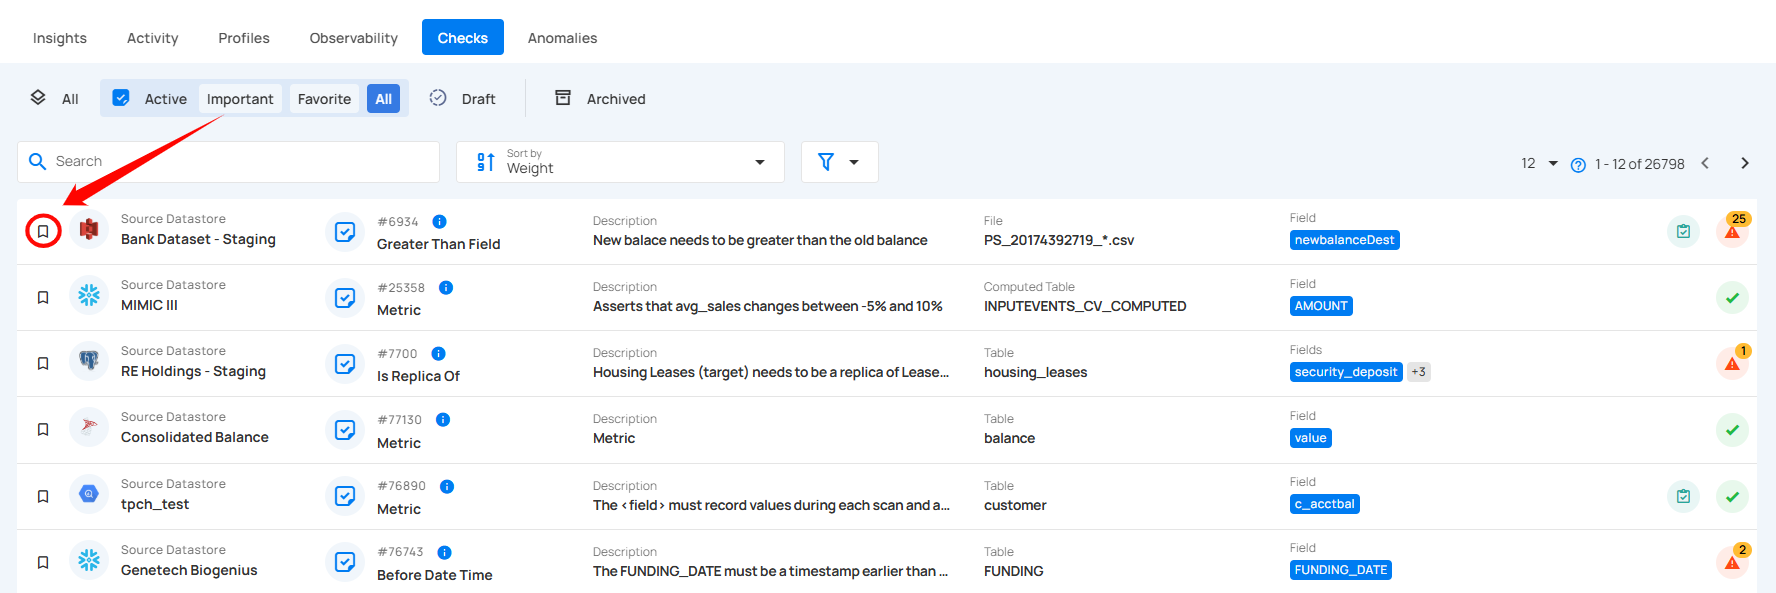 Insights Activity Profiles Observability Checks Anomalies
All Active Important Favorite All Draft Archived
Search
Sort by
Weight
12 1 - 12 of 26798
Source Datastore #6934 Description File Field 25
Bank Dataset - Staging Greater Than Field New balace needs to be greater than the old balance PS_20174392719_*.csv newbalanceDest
Source Datastore #25358 Description Computed Table Field
MIMIC III Metric Asserts that avg_sales changes between -5% and 10% INPUTEVENTS_CV_COMPUTED AMOUNT
Source Datastore #7700 Description Table Fields 1
RE Holdings - Staging Is Replica Of Housing Leases (target) needs to be a replica of Lease... housing_leases security_deposit +3
Source Datastore #77130 Description Table Field
Consolidated Balance Metric Metric balance value
Source Datastore #76890 Description Table Field
tpch_test Metric The <field> must record values during each scan and a... customer c_acctbal
Source Datastore #76743 Description Table Field 2
Genetech Biogenius Before Date Time The FUNDING_DATE must be a timestamp earlier than ... FUNDING FUNDING_DATE